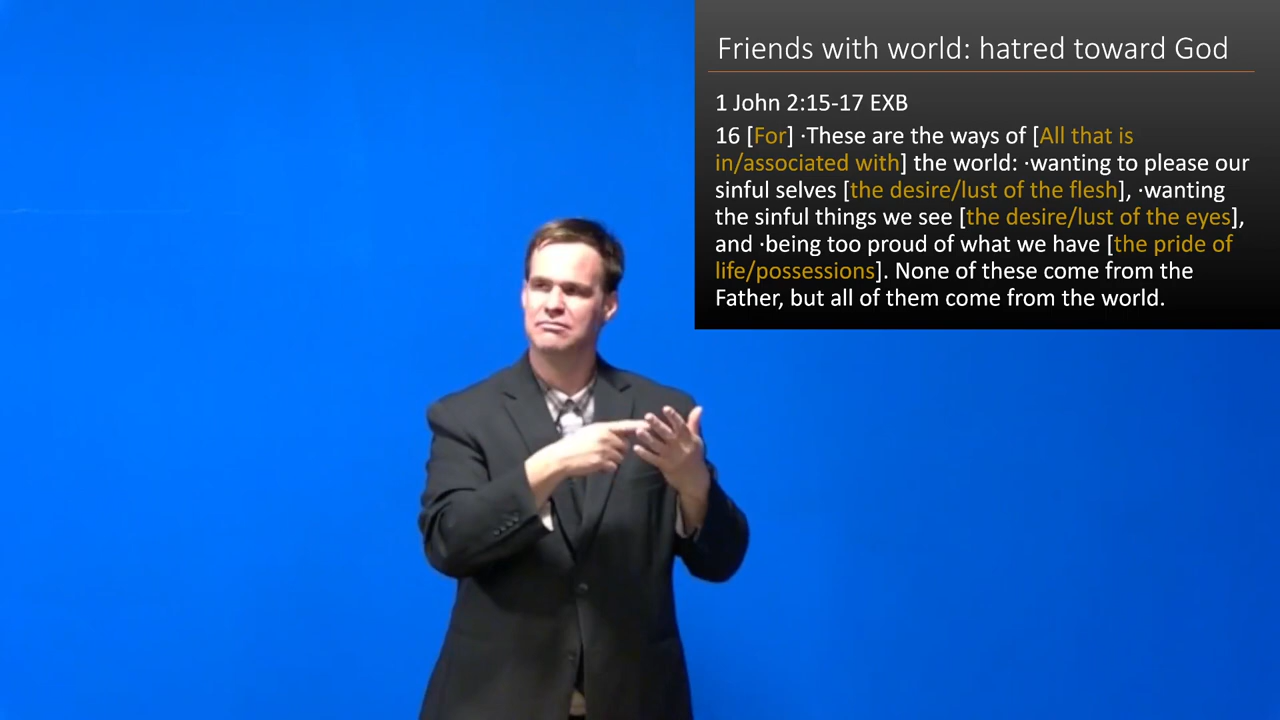 Friends with world: hatred toward God
1 John 2:15-17 EXB
16 [For] ·These are the ways of [All that is
in/associated with] the world: ·wanting to please our
sinful selves [the desire/lust of the flesh], ·wanting
the sinful things we see [the desire/lust of the eyes],
and ·being too proud of what we have [the pride of
life/possessions]. None of these come from the
Father, but all of them come from the world.